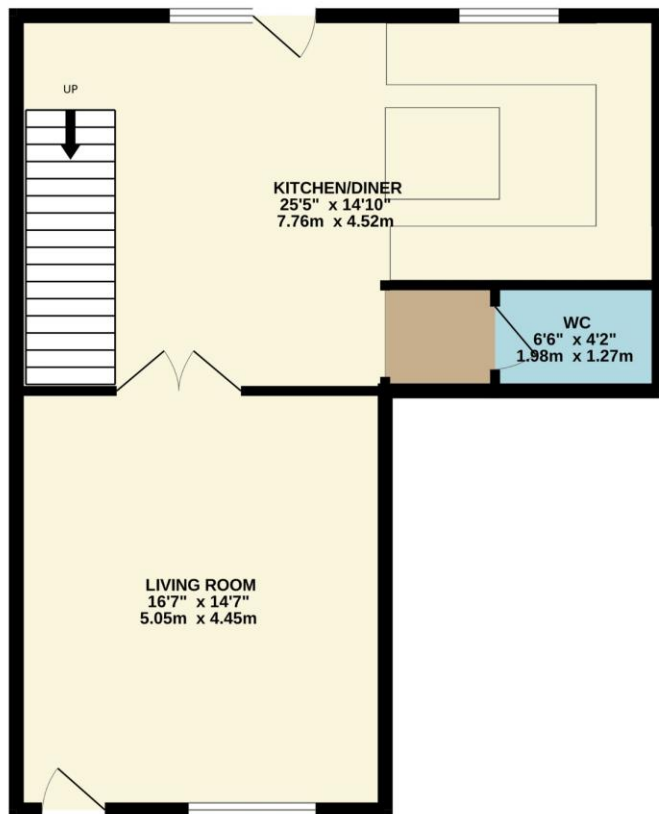 UP
KITCHEN/DINER
25'5" x 14'10"
7.76m x 4.52m
WC
6'6" x 4'2"
1.98m x 1.27m
LIVING ROOM
16'7" x 14'7"
5.05m x 4.45m